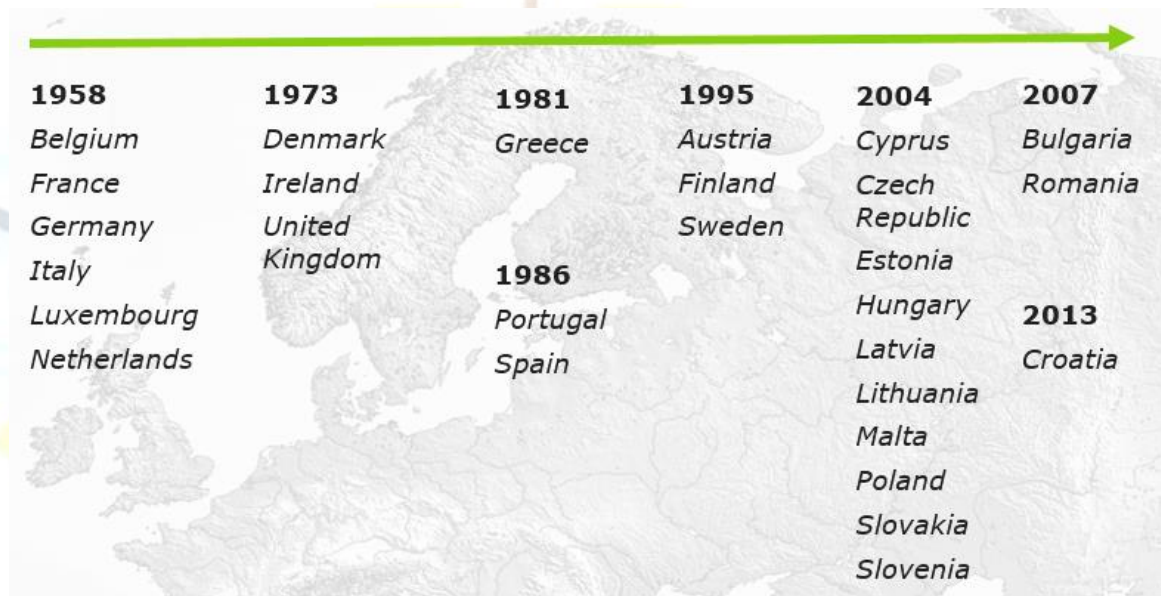 1958
Belgium
France
Germany
Italy
Luxembourg
Netherlands
1973
Denmark
Ireland
United
Kingdom
1981
Greece
1986
Portugal
Spain
1995
Austria
Finland
Sweden
2004
Cyprus
Czech
Republic
Estonia
Hungary
Latvia
Lithuania
Malta
Poland
Slovakia
Slovenia
2007
Bulgaria
Romania
2013
Croatia